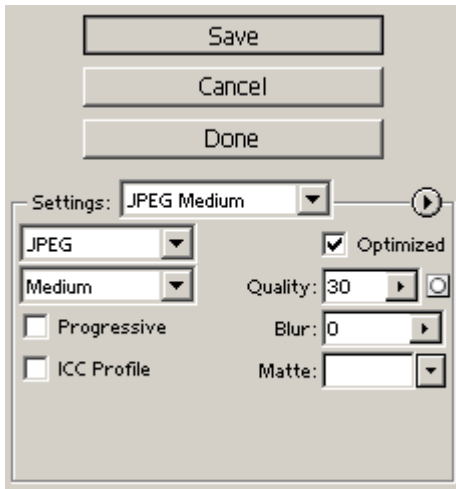 Save
Cancel
Done
Settings: JPEG Medium
JPEG Optimized
Medium Quality: 30
Progressive Blur: 0
ICC Profile Matte: